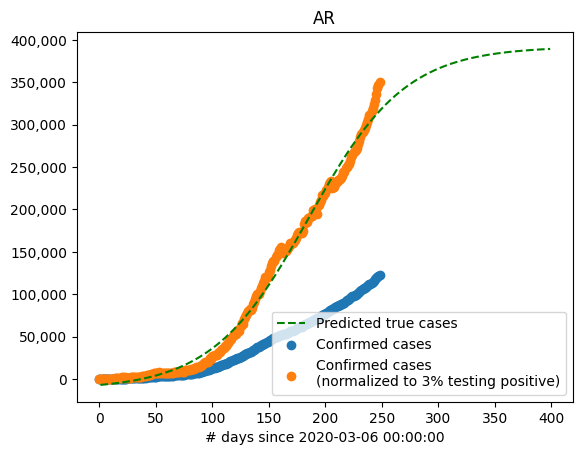 AR
400,000
350,000
300,000
250,000
200,000
150,000
100,000
50,000
0
Predicted true cases
Confirmed cases
Confirmed cases
(normalized to 3% testing positive)
0 50 100 150 200 250 300 350 400
# days since 2020-03-06 00:00:00